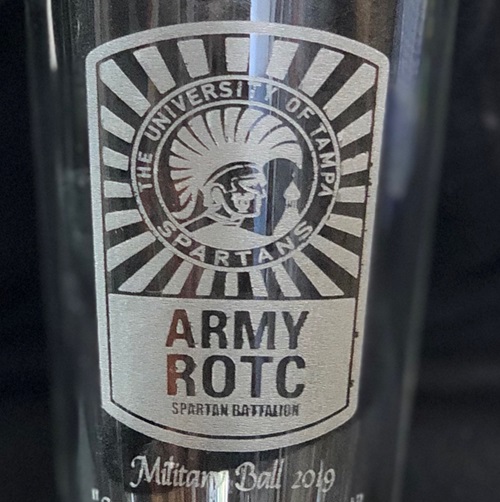 THE UNIVERSITY OF TAMPA
SPARTANS
ARMY
ROTC
SPARTAN BATTALION
Military Ball 2019